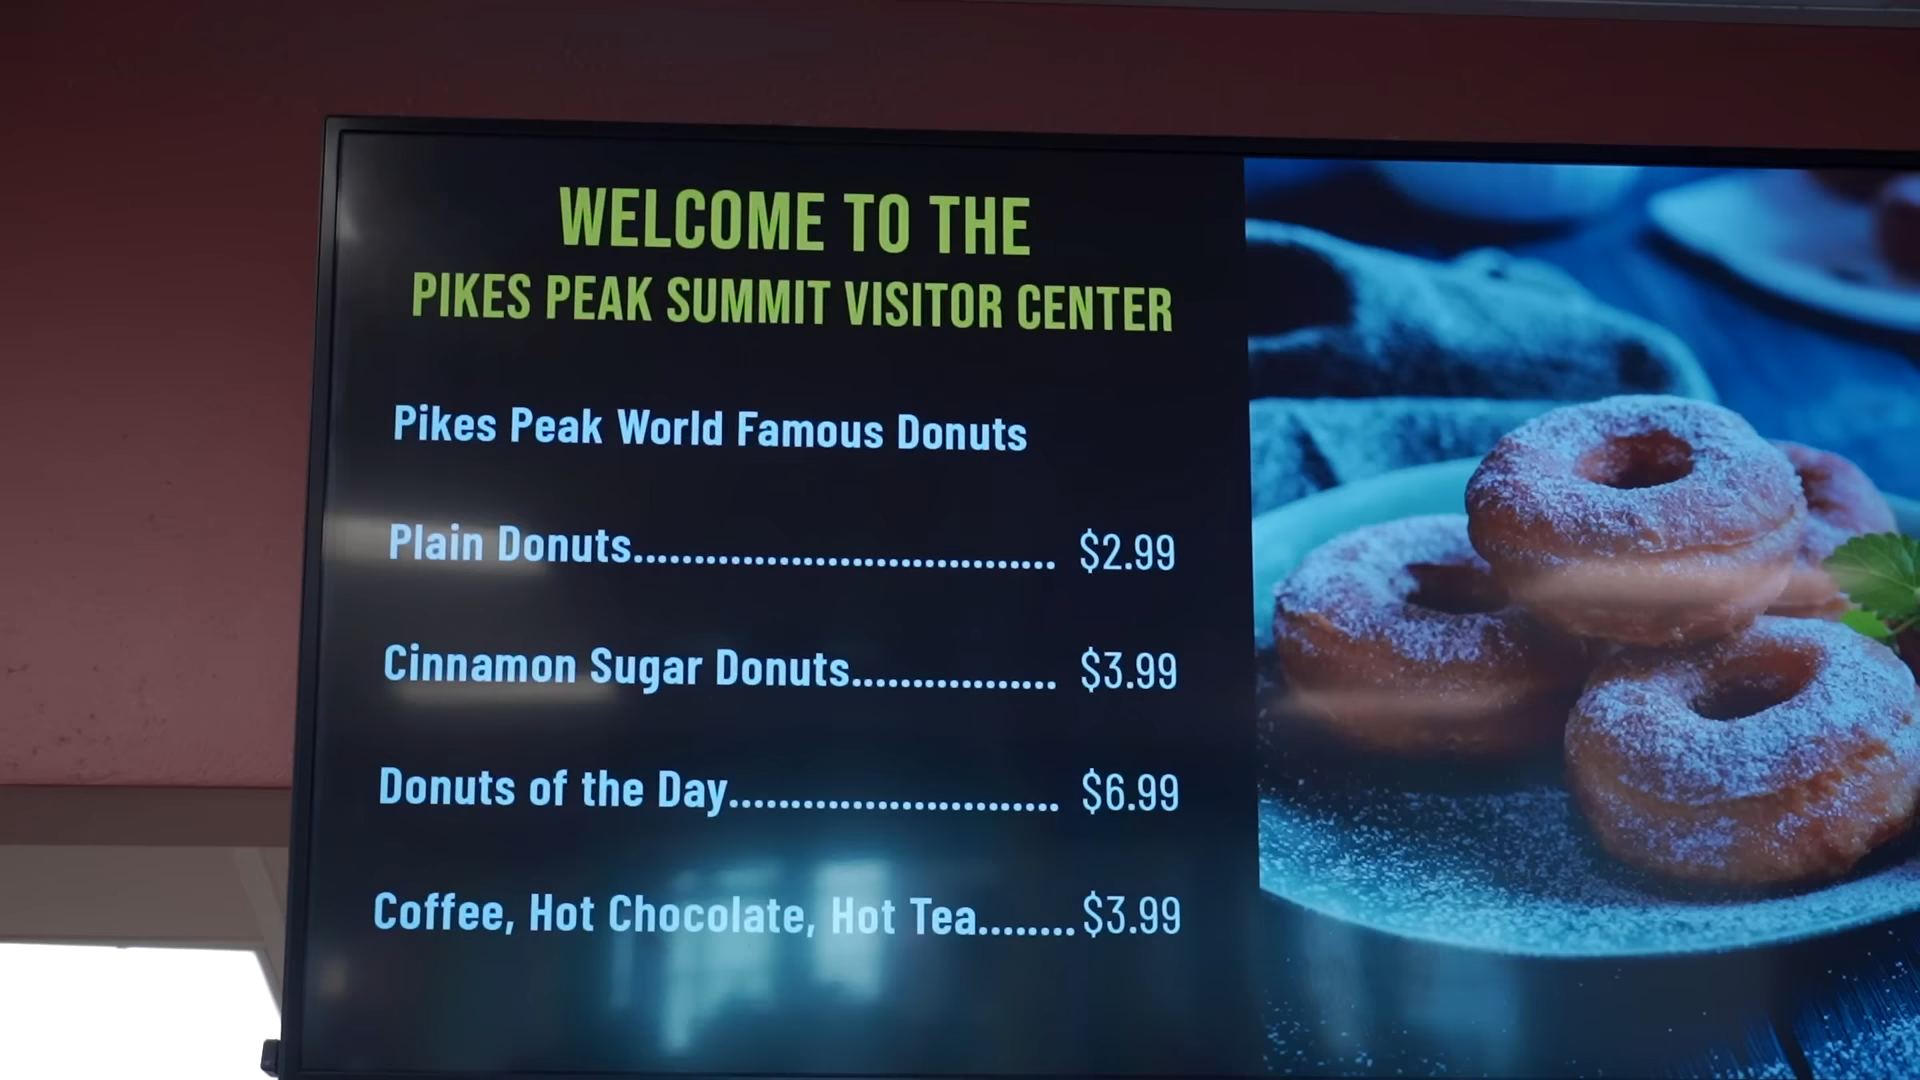 WELCOME TO THE
PIKES PEAK SUMMIT VISITOR CENTER
Pikes Peak World Famous Donuts
Plain Donuts................................... $2.99
Cinnamon Sugar Donuts................. $3.99
Donuts of the Day........................... $6.99
Coffee, Hot Chocolate, Hot Tea........$3.99